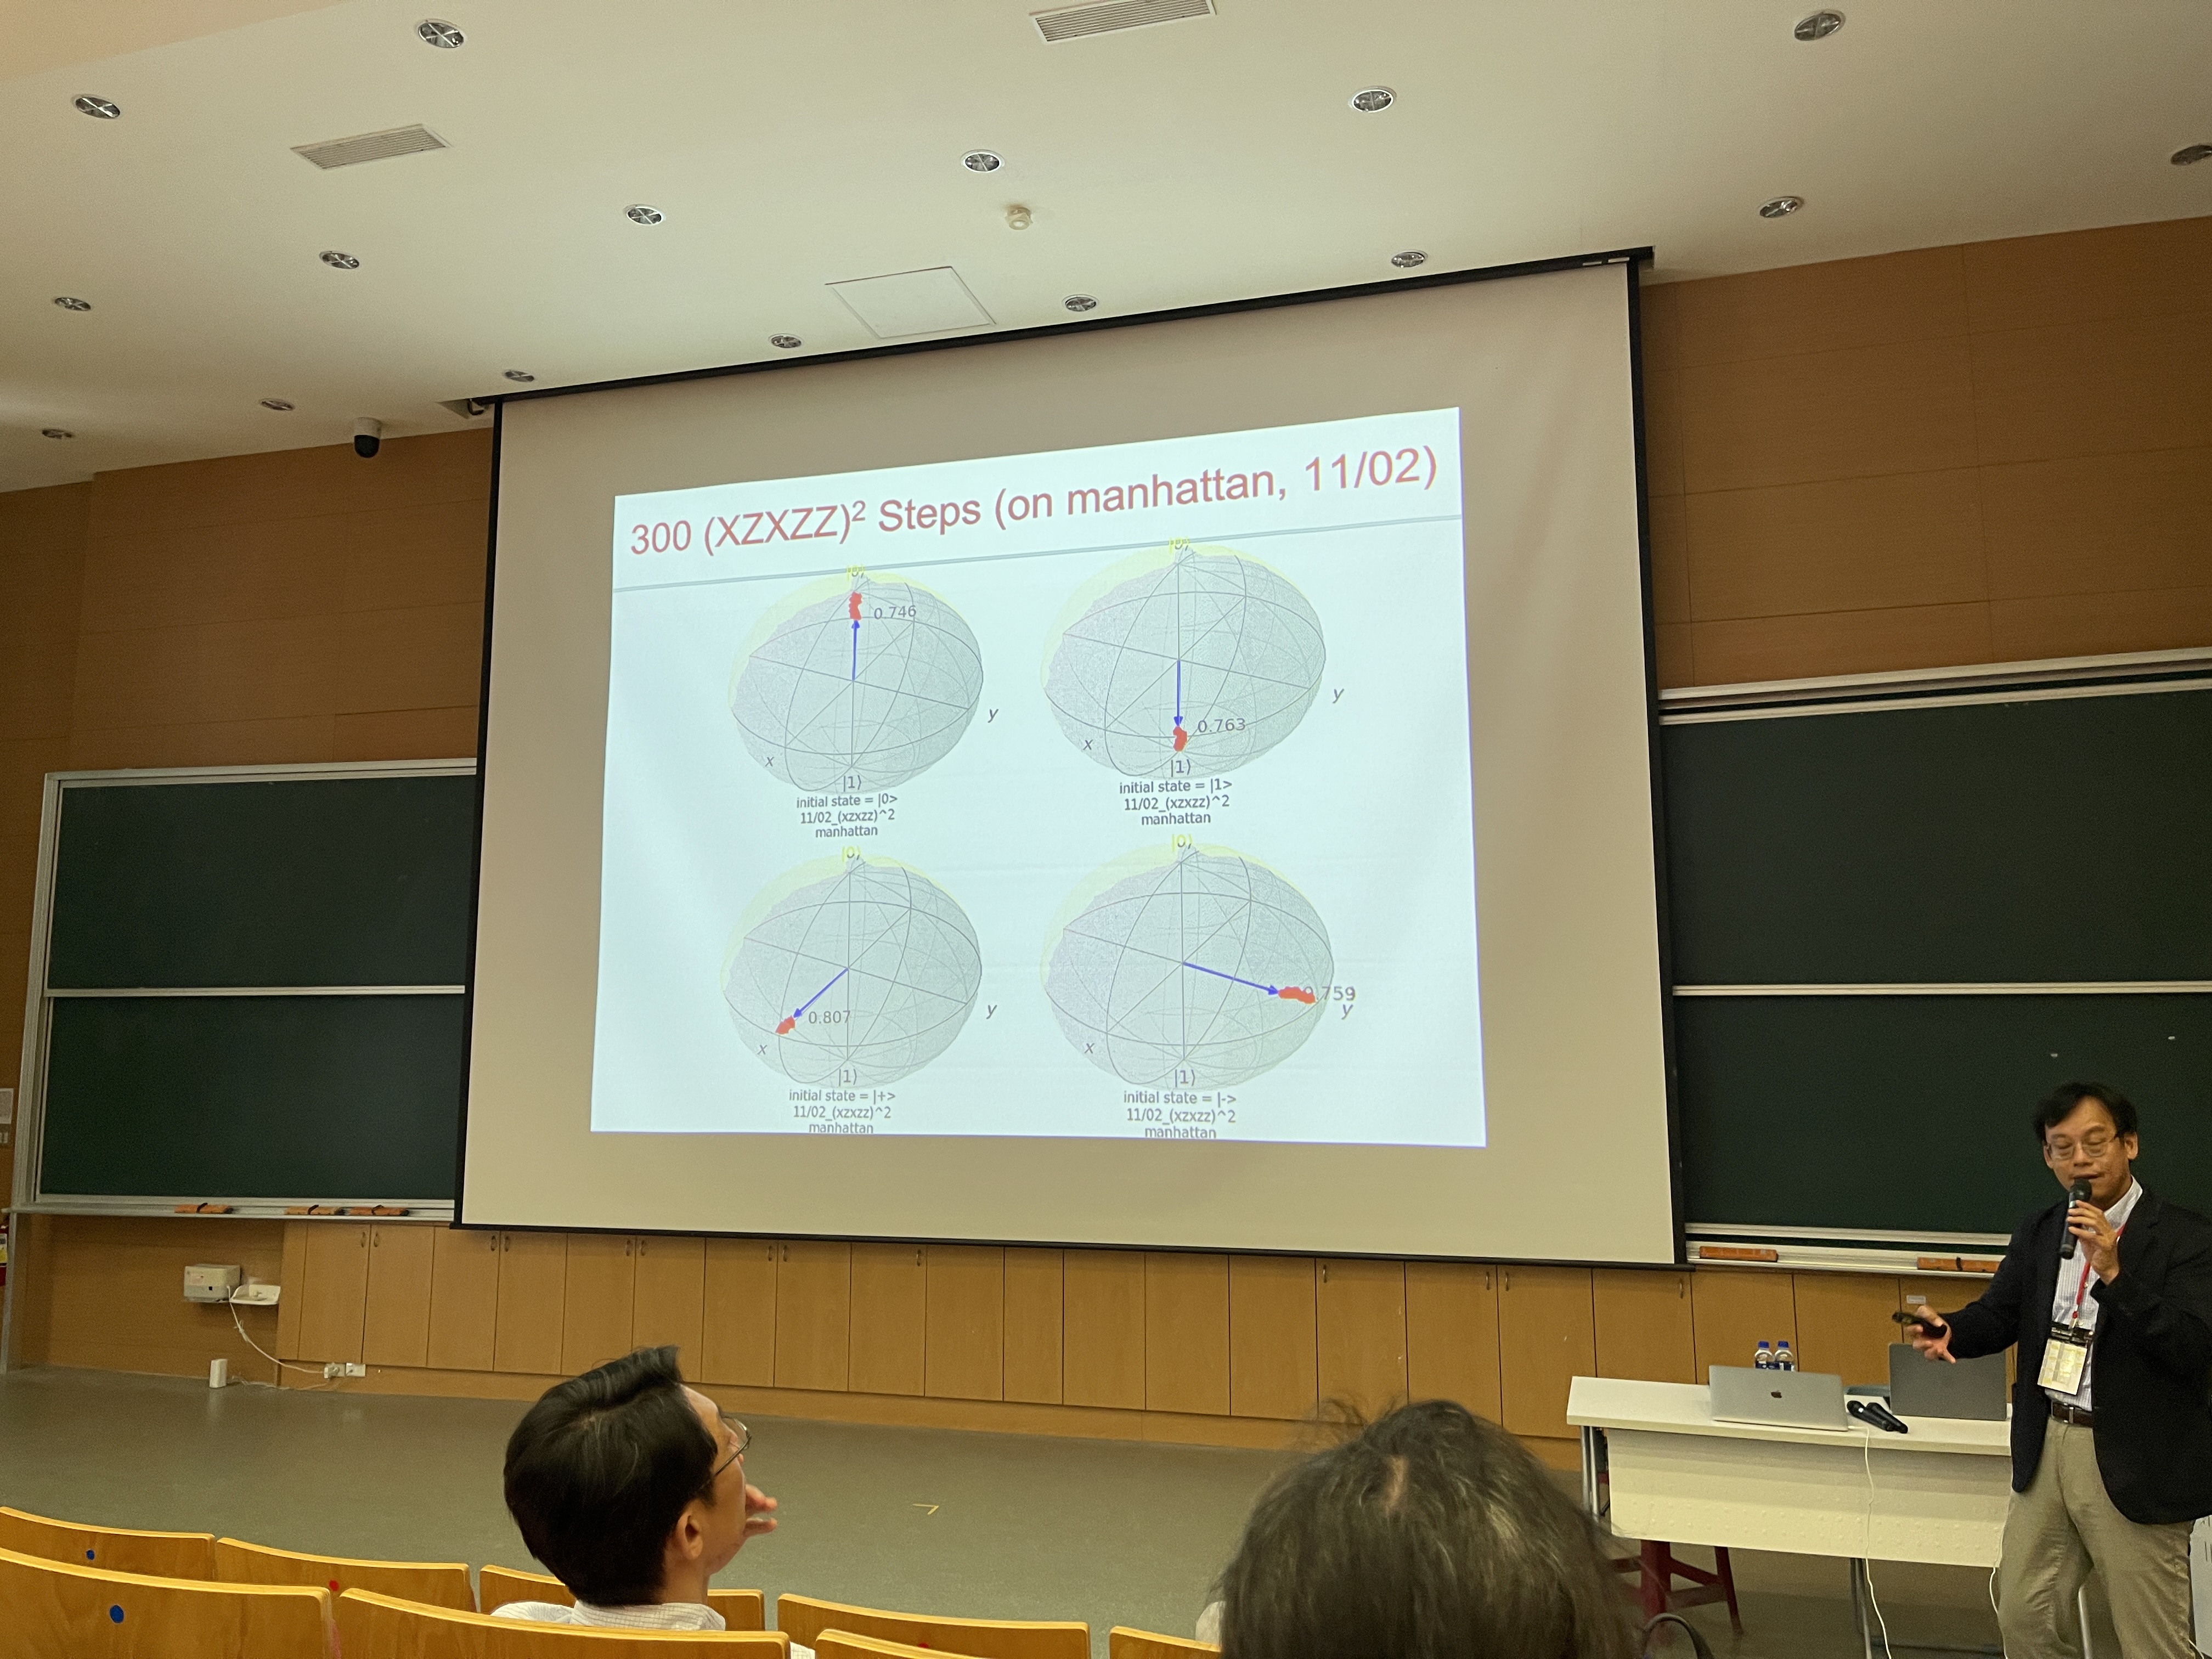 300 (XZXZZ)² Steps (on manhattan, 11/02)
0.746
y
x
|1⟩
initial state = |0>
11/02_(xzxzz)^2
manhattan
0.763
y
x
|1⟩
initial state = |1>
11/02_(xzxzz)^2
manhattan
|0⟩
0.807
y
x
|1⟩
initial state = |+>
11/02_(xzxzz)^2
manhattan
|0⟩
0.759
y
x
|1⟩
initial state = |->
11/02_(xzxzz)^2
manhattan